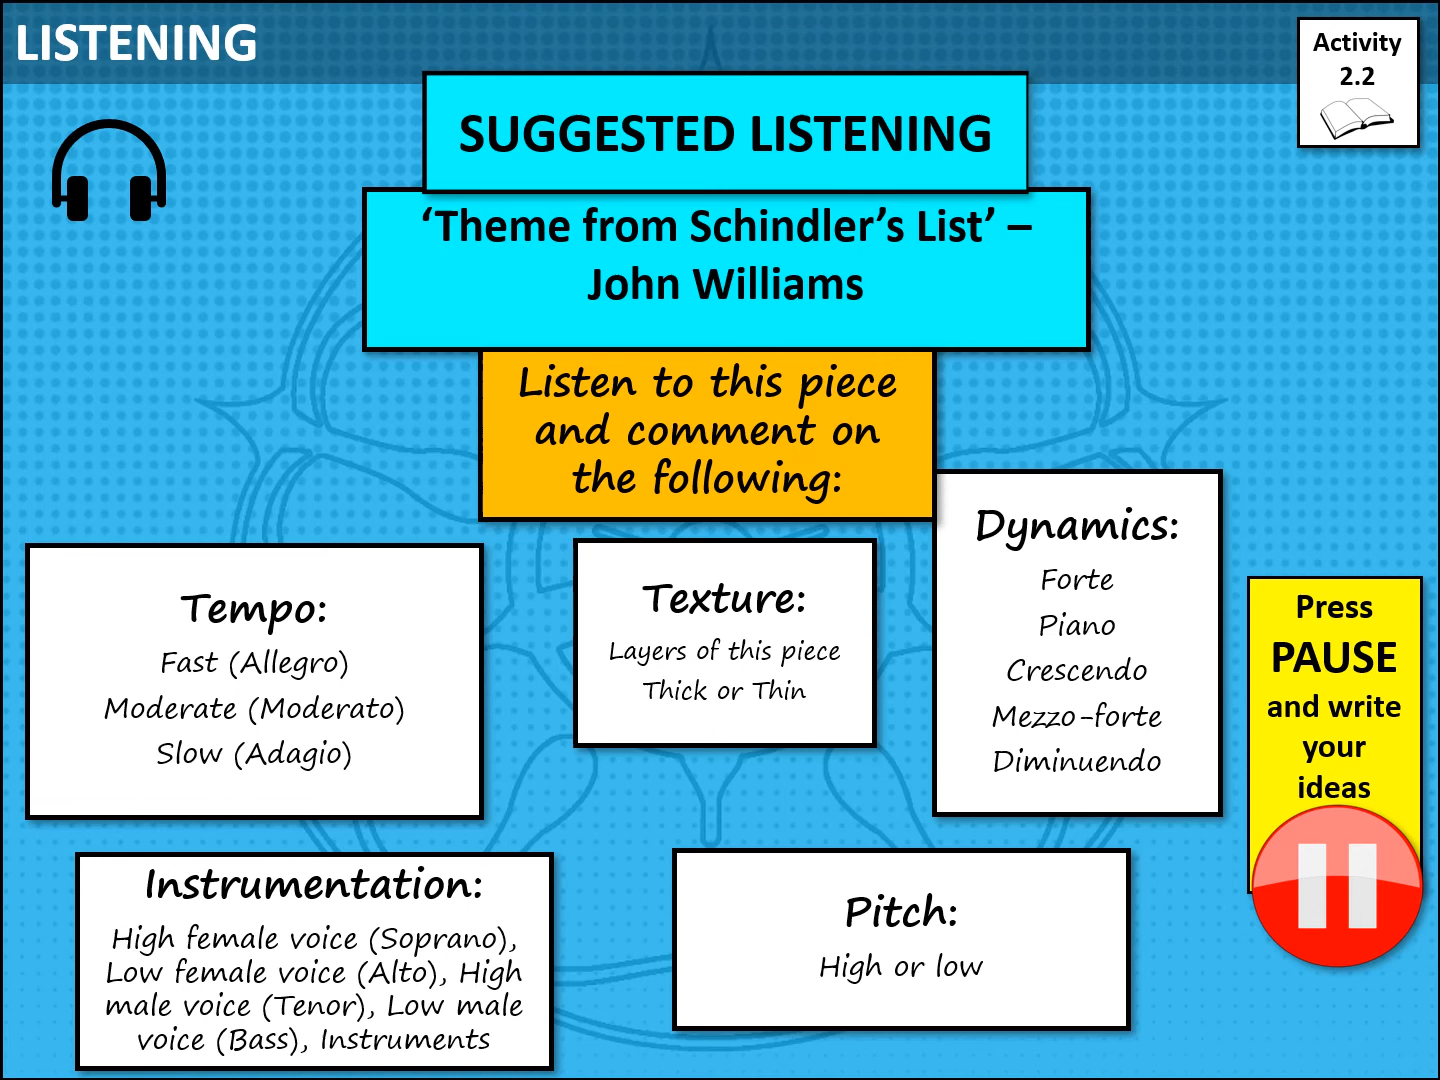 LISTENING
Activity
2.2
SUGGESTED LISTENING
‘Theme from Schindler’s List’ –
John Williams
Listen to this piece
and comment on
the following:
Tempo:
Fast (Allegro)
Moderate (Moderato)
Slow (Adagio)
Texture:
Layers of this piece
Thick or Thin
Dynamics:
Forte
Piano
Crescendo
Mezzo-forte
Diminuendo
Press
PAUSE
and write
your
ideas
Instrumentation:
High female voice (Soprano),
Low female voice (Alto), High
male voice (Tenor), Low male
voice (Bass), Instruments
Pitch:
High or low